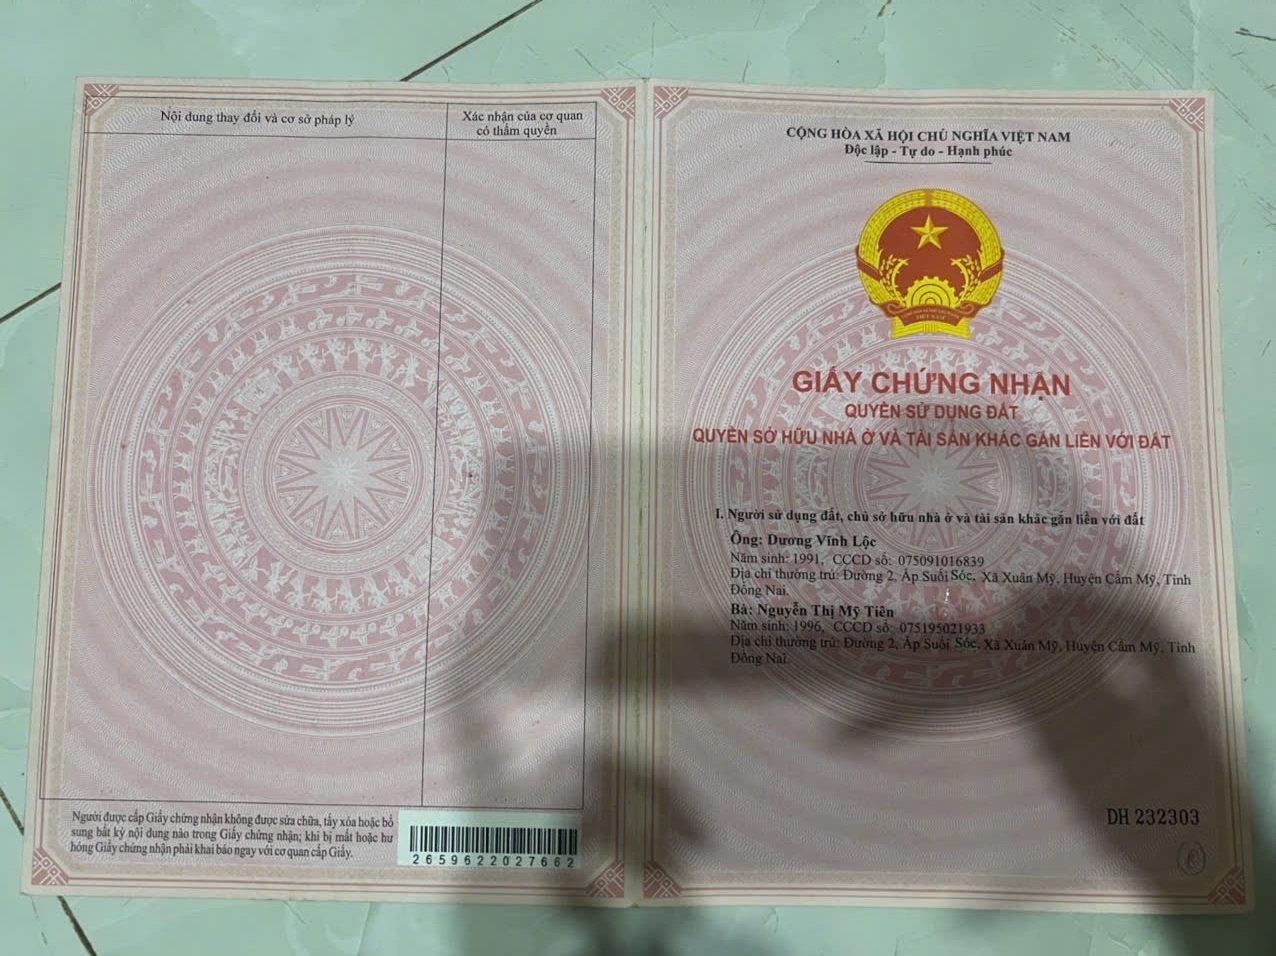 Nội dung thay đổi và cơ sở pháp lý
Xác nhận của cơ quan
có thẩm quyền
Người được cấp Giấy chứng nhận không được sửa chữa, tẩy xóa hoặc bổ
sung bất kỳ nội dung nào trong Giấy chứng nhận; khi bị mất hoặc hư
hỏng Giấy chứng nhận phải khai báo ngay với cơ quan cấp Giấy.
2659622027662
CỘNG HÒA XÃ HỘI CHỦ NGHĨA VIỆT NAM
Độc lập - Tự do - Hạnh phúc
VIỆT NAM
GIẤY CHỨNG NHẬN
QUYỀN SỬ DỤNG ĐẤT
QUYỀN SỞ HỮU NHÀ Ở VÀ TÀI SẢN KHÁC GẮN LIỀN VỚI ĐẤT
I. Người sử dụng đất, chủ sở hữu nhà ở và tài sản khác gắn liền với đất
Ông: Dương Vĩnh Lộc
Năm sinh: 1991, CCCD số: 075091016839
Địa chỉ thường trú: Đường 2, Ấp Suối Sóc, Xã Xuân Mỹ, Huyện Cẩm Mỹ, Tỉnh
Đồng Nai.
Bà: Nguyễn Thị Mỹ Tiên
Năm sinh: 1996, CCCD số: 075195021933
Địa chỉ thường trú: Đường 2, Ấp Suối Sóc, Xã Xuân Mỹ, Huyện Cẩm Mỹ, Tỉnh
Đồng Nai.
DH 232303